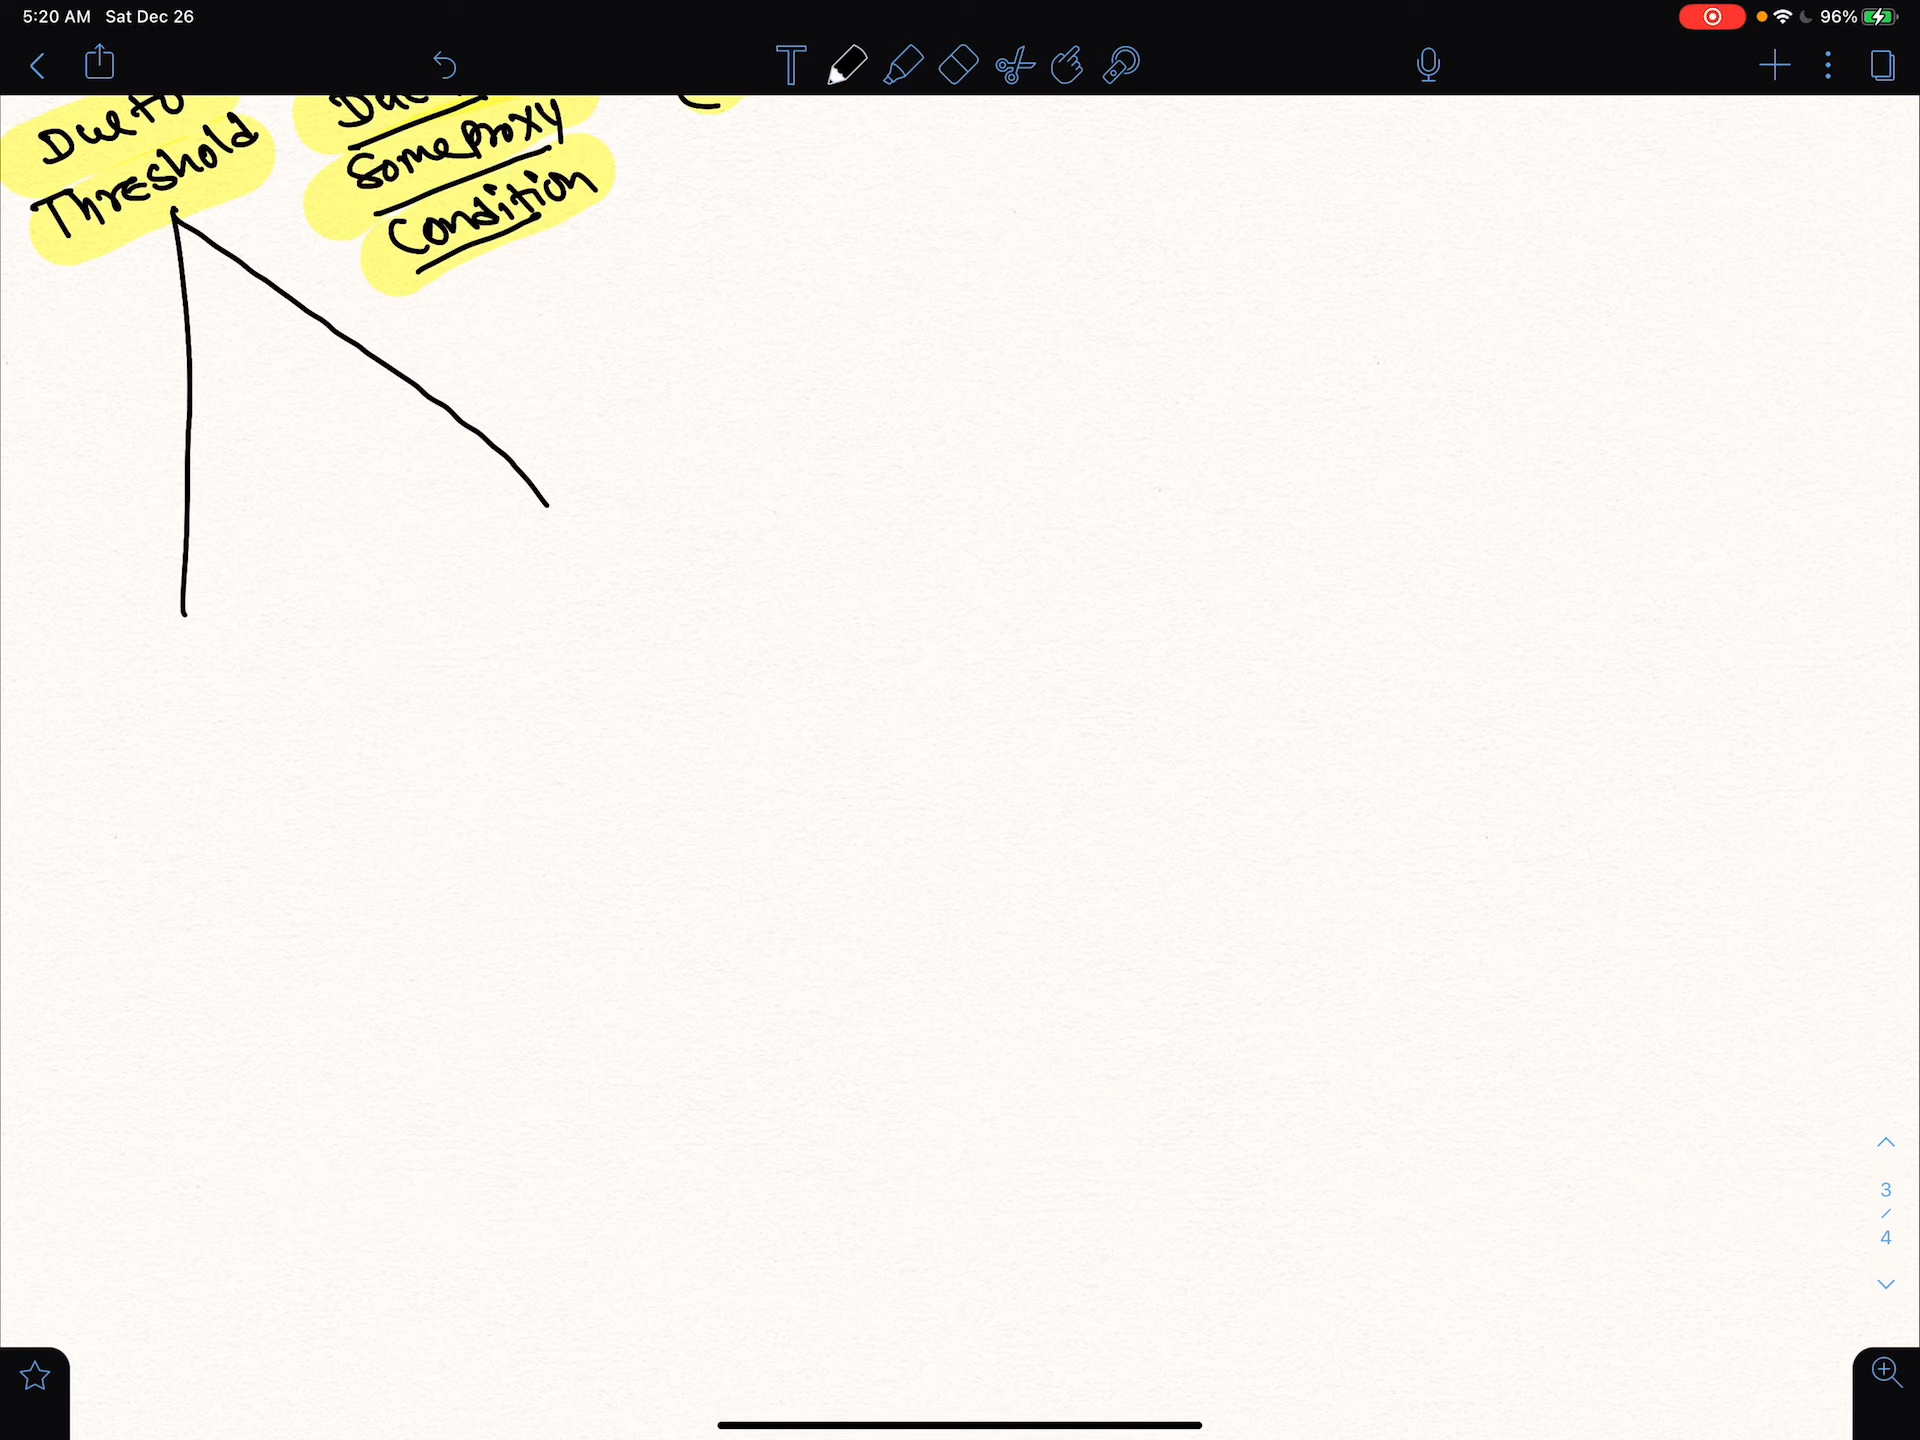 5:20 AM Sat Dec 26
96%
Due to
Threshold
Some Proxy
Condition
3
/
4